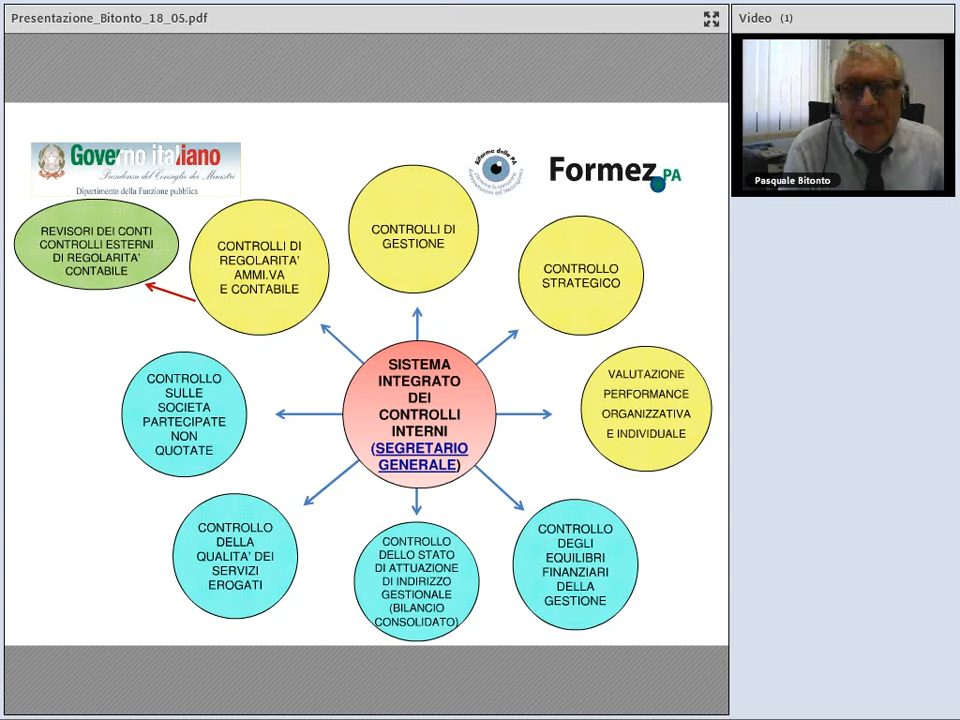 Presentazione_Bitonto_18_05.pdf
Video (1)
Pasquale Bitonto
Governo italiano
Presidenza del Consiglio dei Ministri
Dipartimento della Funzione pubblica
Riforma della PA
Formez PA
REVISORI DEI CONTI
CONTROLLI ESTERNI
DI REGOLARITA'
CONTABILE
CONTROLLI DI
REGOLARITA'
AMMI.VA
E CONTABILE
CONTROLLI DI
GESTIONE
CONTROLLO
STRATEGICO
VALUTAZIONE
PERFORMANCE
ORGANIZZATIVA
E INDIVIDUALE
SISTEMA
INTEGRATO
DEI
CONTROLLI
INTERNI
(SEGRETARIO
GENERALE)
CONTROLLO
SULLE
SOCIETA
PARTECIPATE
NON
QUOTATE
CONTROLLO
DELLA
QUALITA' DEI
SERVIZI
EROGATI
CONTROLLO
DELLO STATO
DI ATTUAZIONE
DI INDIRIZZO
GESTIONALE
(BILANCIO
CONSOLIDATO)
CONTROLLO
DEGLI
EQUILIBRI
FINANZIARI
DELLA
GESTIONE